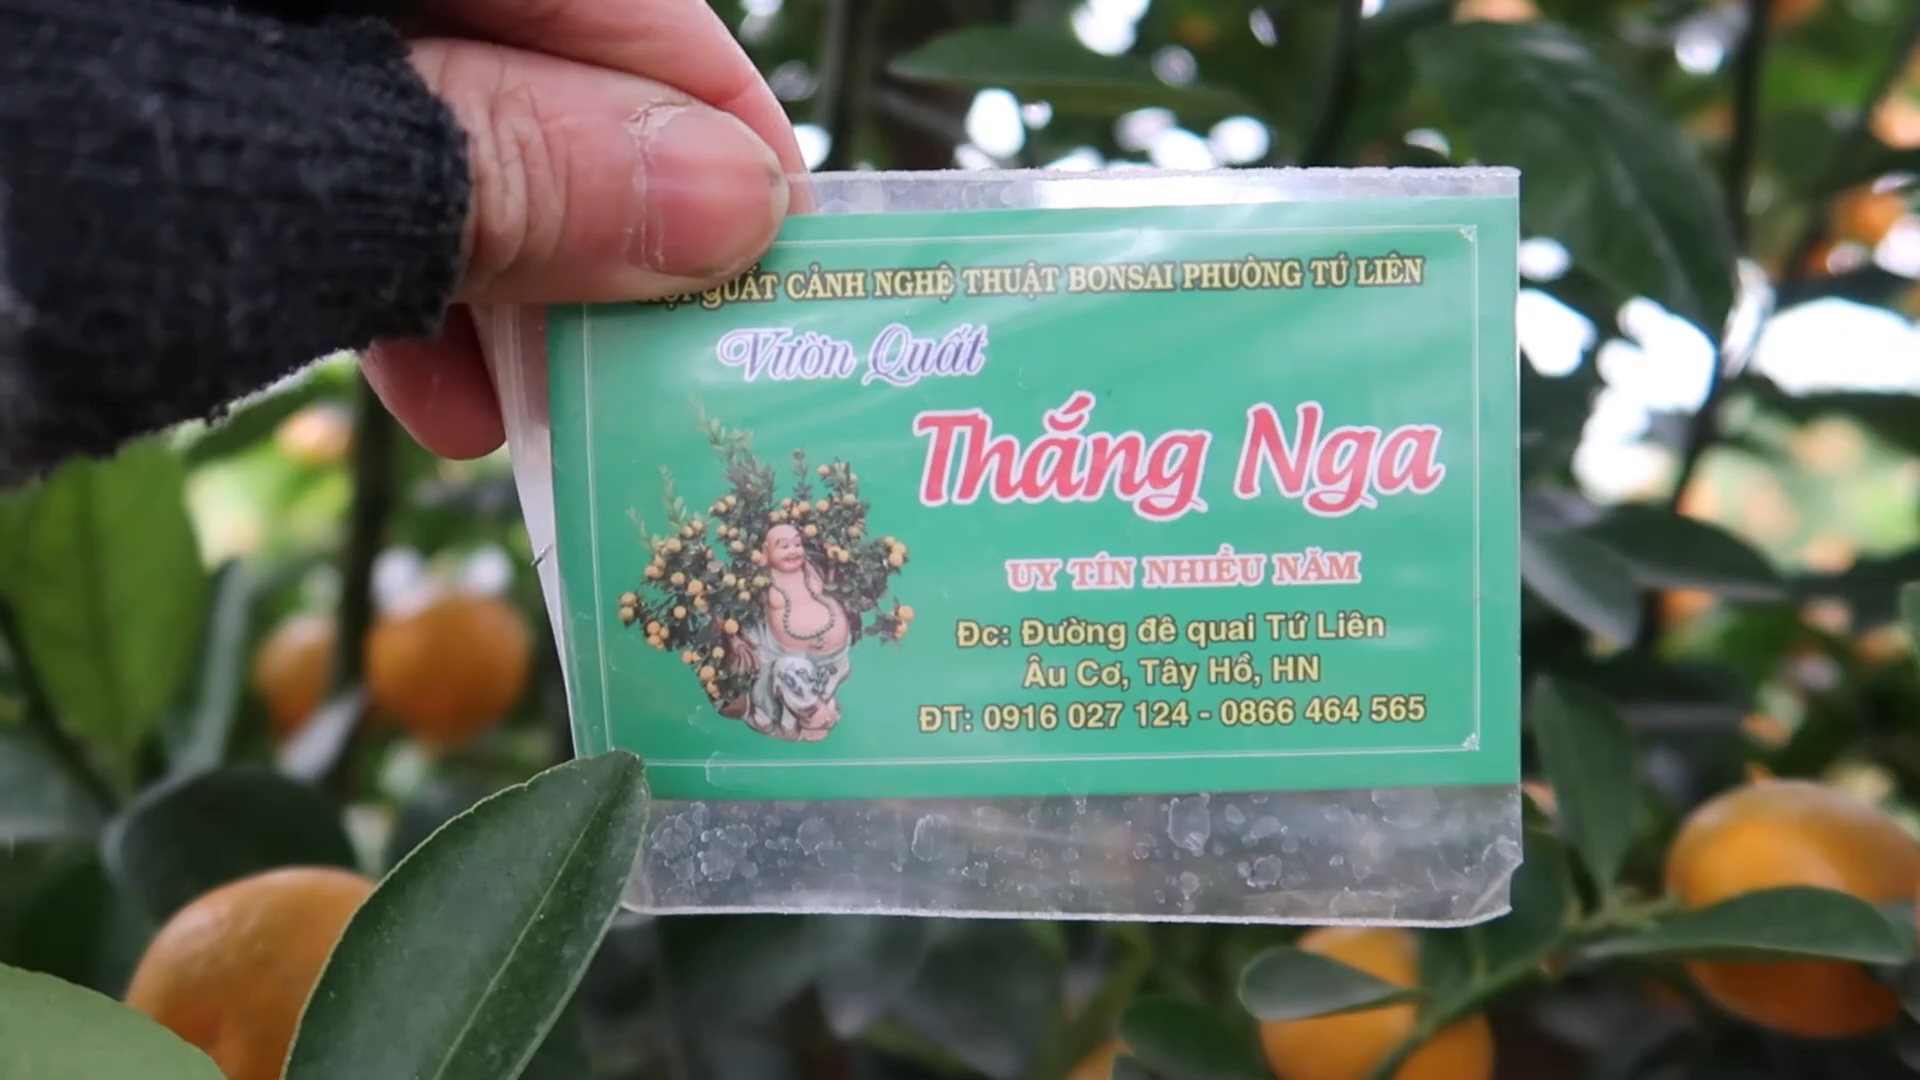 QUẤT CẢNH NGHỆ THUẬT BONSAI PHƯỜNG TỨ LIÊN
Vườn Quất
Thắng Nga
UY TÍN NHIỀU NĂM
Đc: Đường đê quai Tứ Liên
Âu Cơ, Tây Hồ, HN
ĐT: 0916 027 124 - 0866 464 565